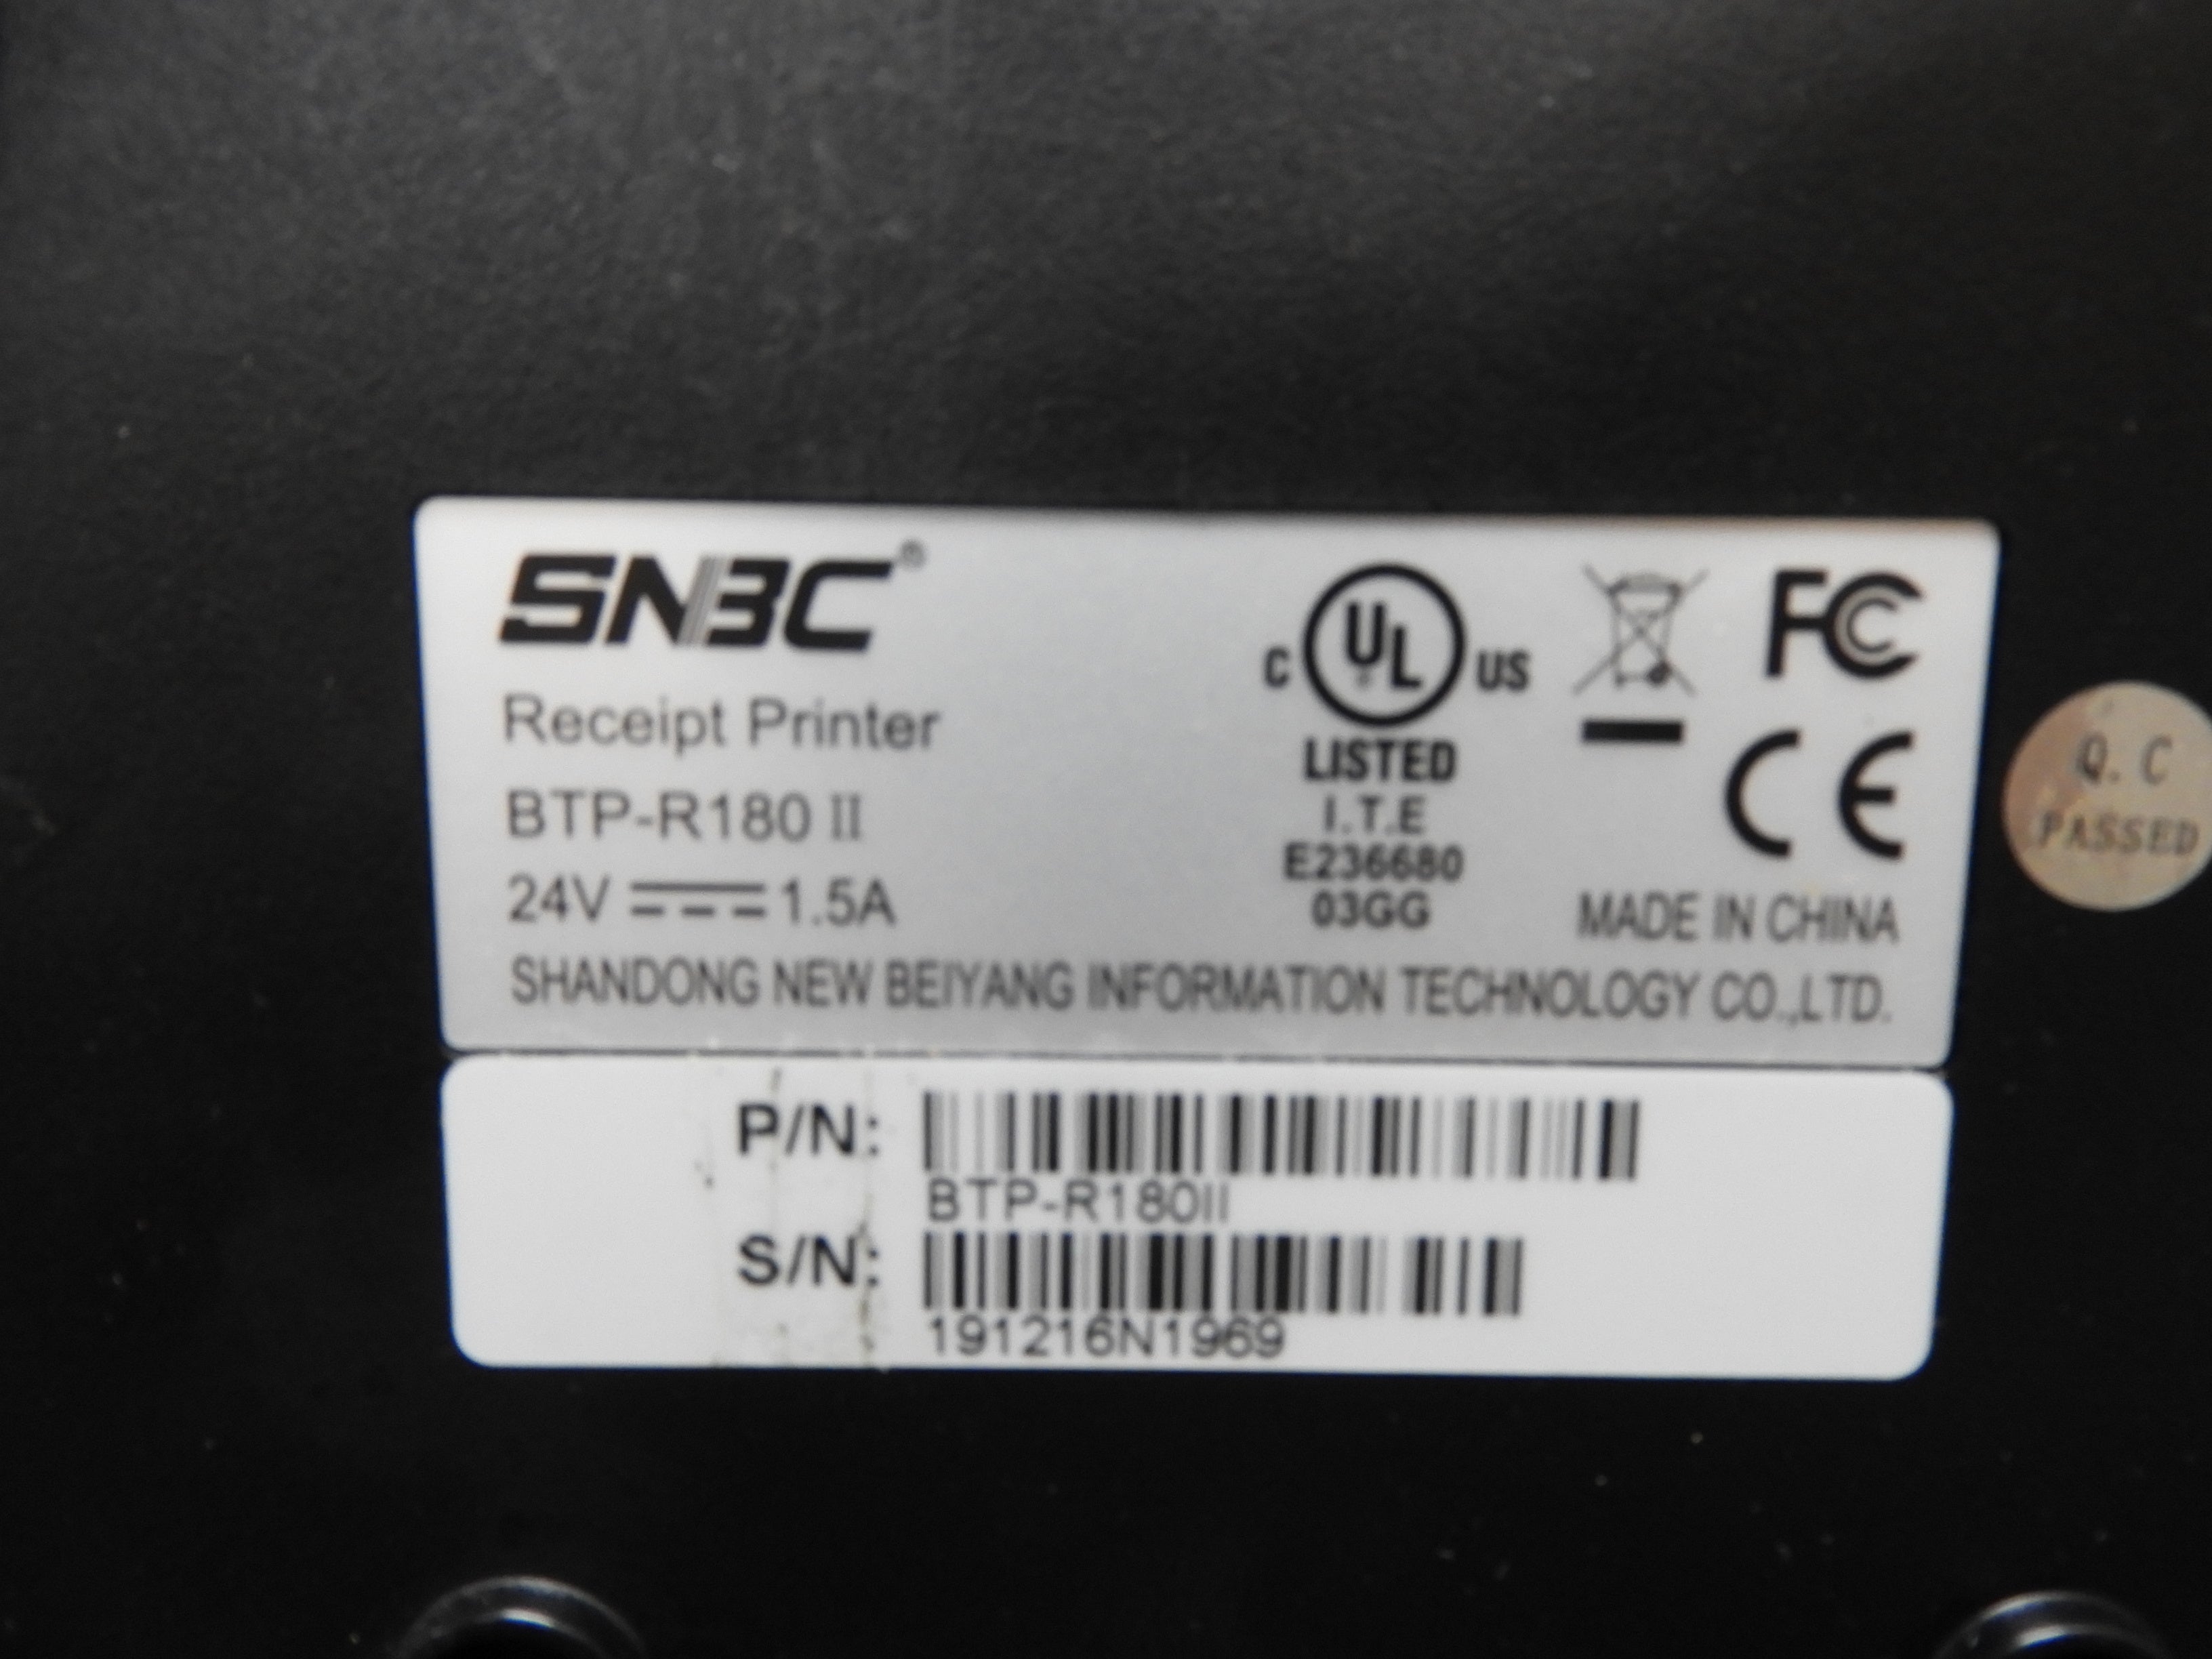 SNBC®
Receipt Printer
BTP-R180 II
24V 1.5A
C UL US
LISTED
I.T.E
E236680
03GG
FC
CE
MADE IN CHINA
SHANDONG NEW BEIYANG INFORMATION TECHNOLOGY CO.,LTD.
P/N:
BTP-R180II
S/N:
191216N1969
Q.C
PASSED